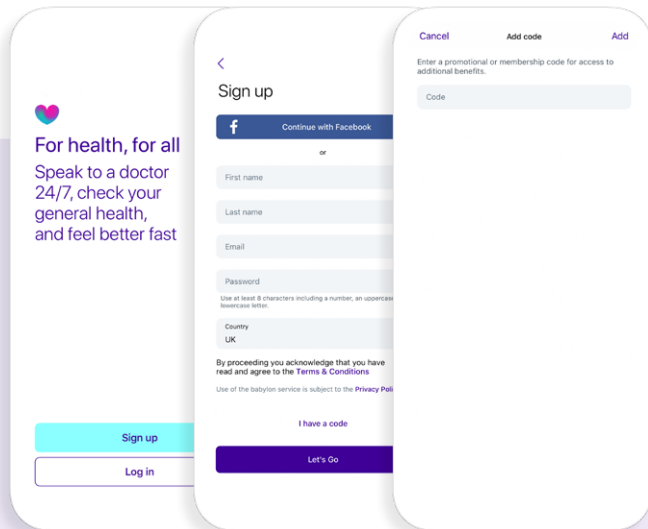 For health, for all
Speak to a doctor
24/7, check your
general health,
and feel better fast
Sign up
Log in
Sign up
Continue with Facebook
or
First name
Last name
Email
Password
Use at least 8 characters including a number, an uppercase
lowercase letter.
Country
UK
By proceeding you acknowledge that you have
read and agree to the Terms & Conditions
Use of the babylon service is subject to the Privacy
I have a code
Let's Go
Cancel
Add code
Add
Enter a promotional or membership code for access to
additional benefits.
Code